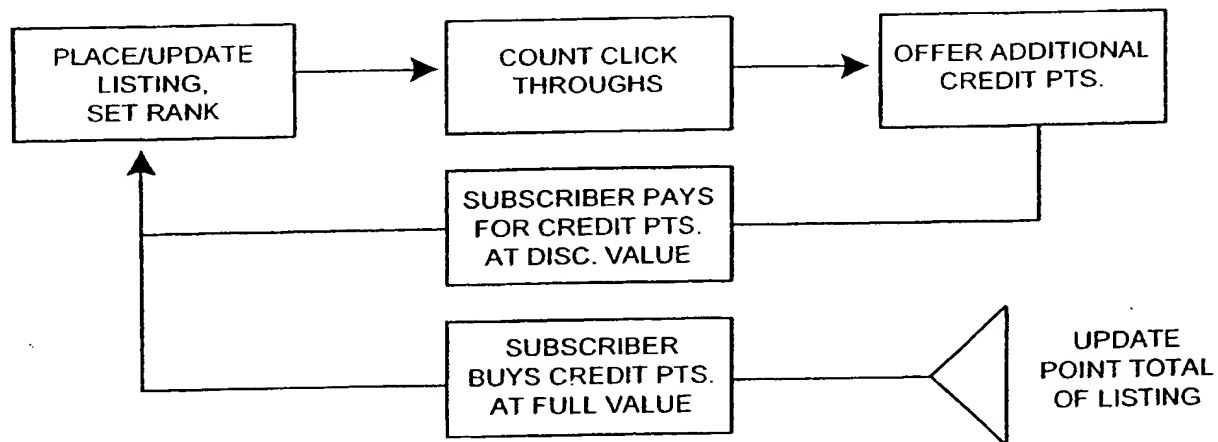 PLACE/UPDATE
LISTING,
SET RANK
COUNT CLICK
THROUGHS
OFFER ADDITIONAL
CREDIT PTS.
SUBSCRIBER PAYS
FOR CREDIT PTS.
AT DISC. VALUE
SUBSCRIBER
BUYS CREDIT PTS.
AT FULL VALUE
UPDATE
POINT TOTAL
OF LISTING